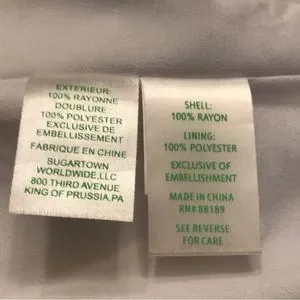 EXTERIEUR:
100% RAYONNE
DOUBLURE
100% POLYESTER
EXCLUSIVE DE
EMBELLISSEMENT
FABRIQUE EN CHINE
SUGARTOWN
WORLDWIDE,LLC
800 THIRD AVENUE
KING OF PRUSSIA,PA
SHELL:
100% RAYON
LINING:
100% POLYESTER
EXCLUSIVE OF
EMBELLISHMENT
MADE IN CHINA
RN# 88189
SEE REVERSE
FOR CARE